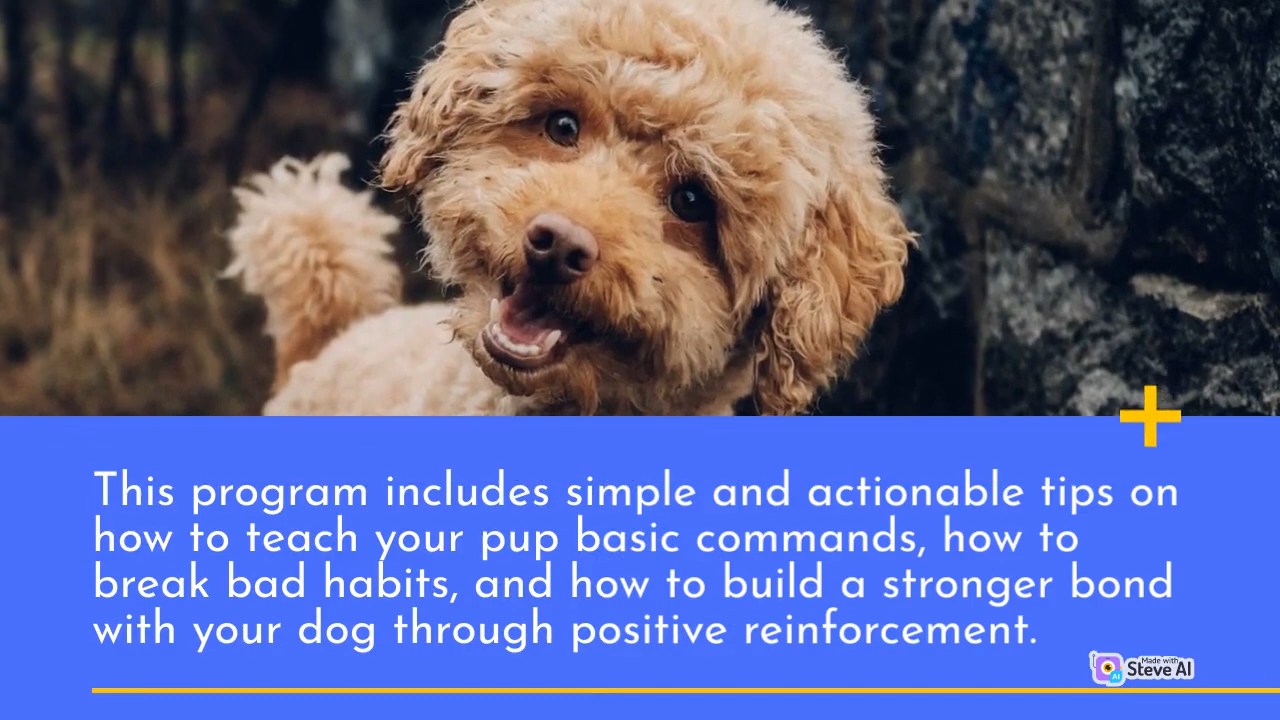 This program includes simple and actionable tips on
how to teach your pup basic commands, how to
break bad habits, and how to build a stronger bond
with your dog through positive reinforcement.
Made with
Steve AI
AI